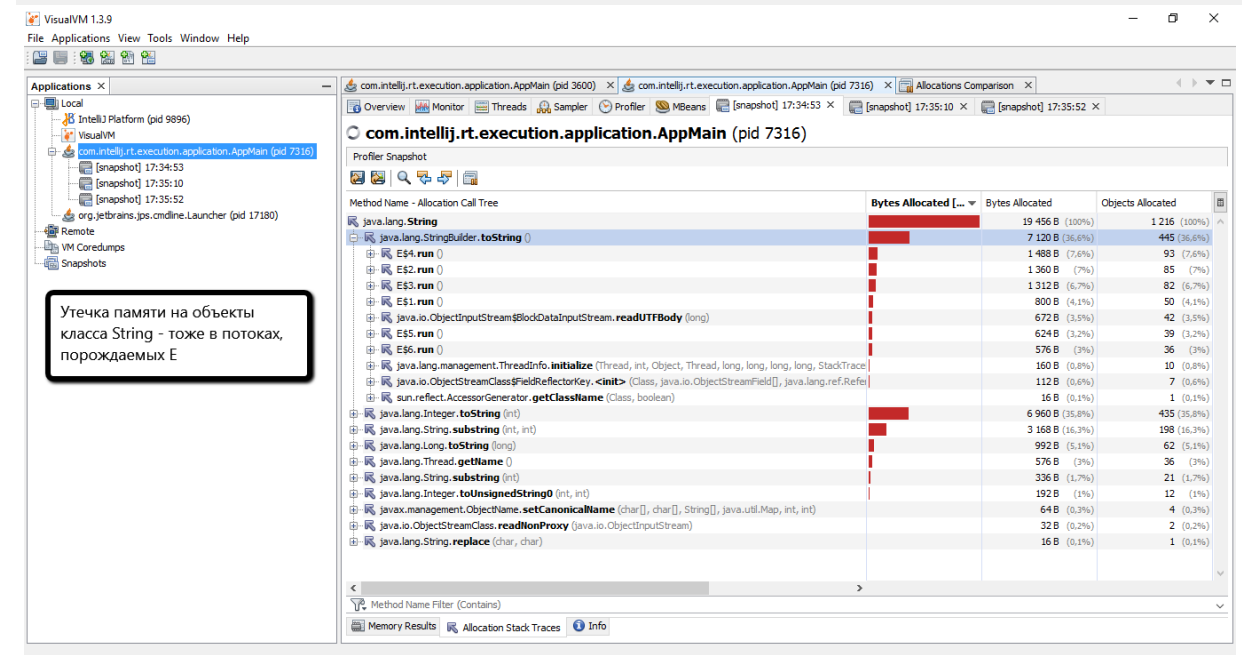 VisualVM 1.3.9
File Applications View Tools Window Help
Applications
Local
IntelliJ Platform (pid 9896)
VisualVM
com.intellij.rt.execution.application.AppMain (pid 7316)
[snapshot] 17:34:53
[snapshot] 17:35:10
[snapshot] 17:35:52
org.jetbrains.jps.cmdline.Launcher (pid 17180)
Remote
VM Coredumps
Snapshots
Утечка памяти на объекты
класса String - тоже в потоках,
порождаемых E
com.intellij.rt.execution.application.AppMain (pid 3600) com.intellij.rt.execution.application.AppMain (pid 7316) Allocations Comparison
Overview Monitor Threads Sampler Profiler MBeans [snapshot] 17:34:53 [snapshot] 17:35:10 [snapshot] 17:35:52
com.intellij.rt.execution.application.AppMain (pid 7316)
Profiler Snapshot
Method Name - Allocation Call Tree Bytes Allocated [... Bytes Allocated Objects Allocated
java.lang.String 19 456 B (100%) 1 216 (100%)
java.lang.StringBuilder.toString () 7 120 B (36,6%) 445 (36,6%)
E$4.run () 1 488 B (7,6%) 93 (7,6%)
E$2.run () 1 360 B (7%) 85 (7%)
E$3.run () 1 312 B (6,7%) 82 (6,7%)
E$1.run () 800 B (4,1%) 50 (4,1%)
java.io.ObjectInputStream$BlockDataInputStream.readUTFBody (long) 672 B (3,5%) 42 (3,5%)
E$5.run () 624 B (3,2%) 39 (3,2%)
E$6.run () 576 B (3%) 36 (3%)
java.lang.management.ThreadInfo.initialize (Thread, int, Object, Thread, long, long, long, long, StackTrace 160 B (0,8%) 10 (0,8%)
java.io.ObjectStreamClass$FieldReflectorKey.<init> (Class, java.io.ObjectStreamField[], java.lang.ref.Refe 112 B (0,6%) 7 (0,6%)
sun.reflect.AccessorGenerator.getClassName (Class, boolean) 16 B (0,1%) 1 (0,1%)
java.lang.Integer.toString (int) 6 960 B (35,8%) 435 (35,8%)
java.lang.String.substring (int, int) 3 168 B (16,3%) 198 (16,3%)
java.lang.Long.toString (long) 992 B (5,1%) 62 (5,1%)
java.lang.Thread.getName () 576 B (3%) 36 (3%)
java.lang.String.substring (int) 336 B (1,7%) 21 (1,7%)
java.lang.Integer.toUnsignedString0 (int, int) 192 B (1%) 12 (1%)
javax.management.ObjectName.setCanonicalName (char[], char[], String[], java.util.Map, int, int) 64 B (0,3%) 4 (0,3%)
java.io.ObjectStreamClass.readNonProxy (java.io.ObjectInputStream) 32 B (0,2%) 2 (0,2%)
java.lang.String.replace (char, char) 16 B (0,1%) 1 (0,1%)
Method Name Filter (Contains)
Memory Results Allocation Stack Traces Info